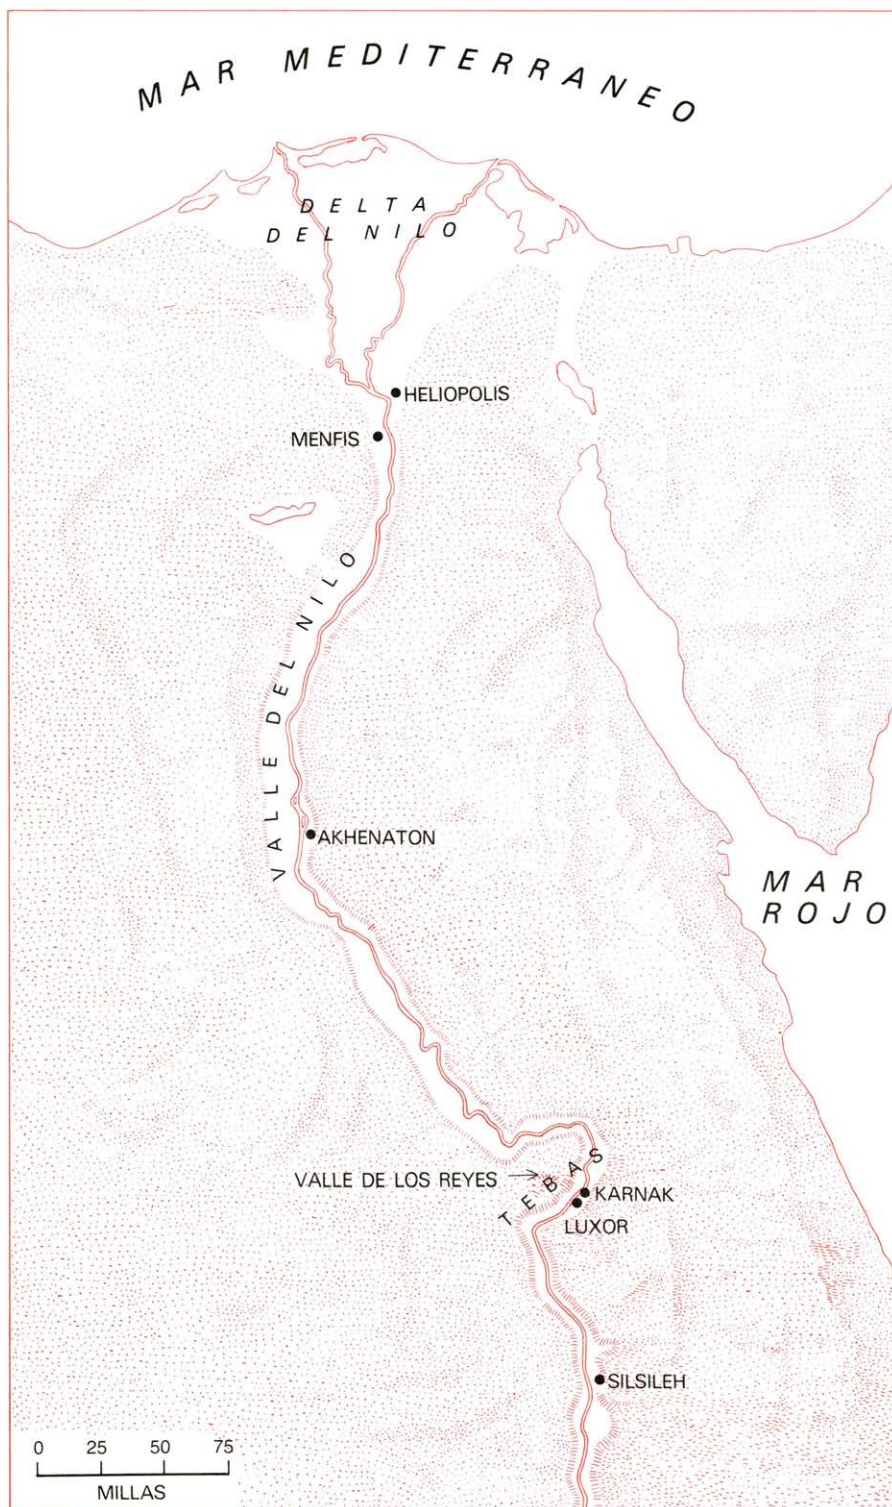 MAR MEDITERRANEO
DELTA
DEL NILO
HELIOPOLIS
MENFIS
VALLE DEL NILO
AKHENATON
MAR
ROJO
VALLE DE LOS REYES
TEBAS
KARNAK
LUXOR
SILSILEH
0 25 50 75
MILLAS